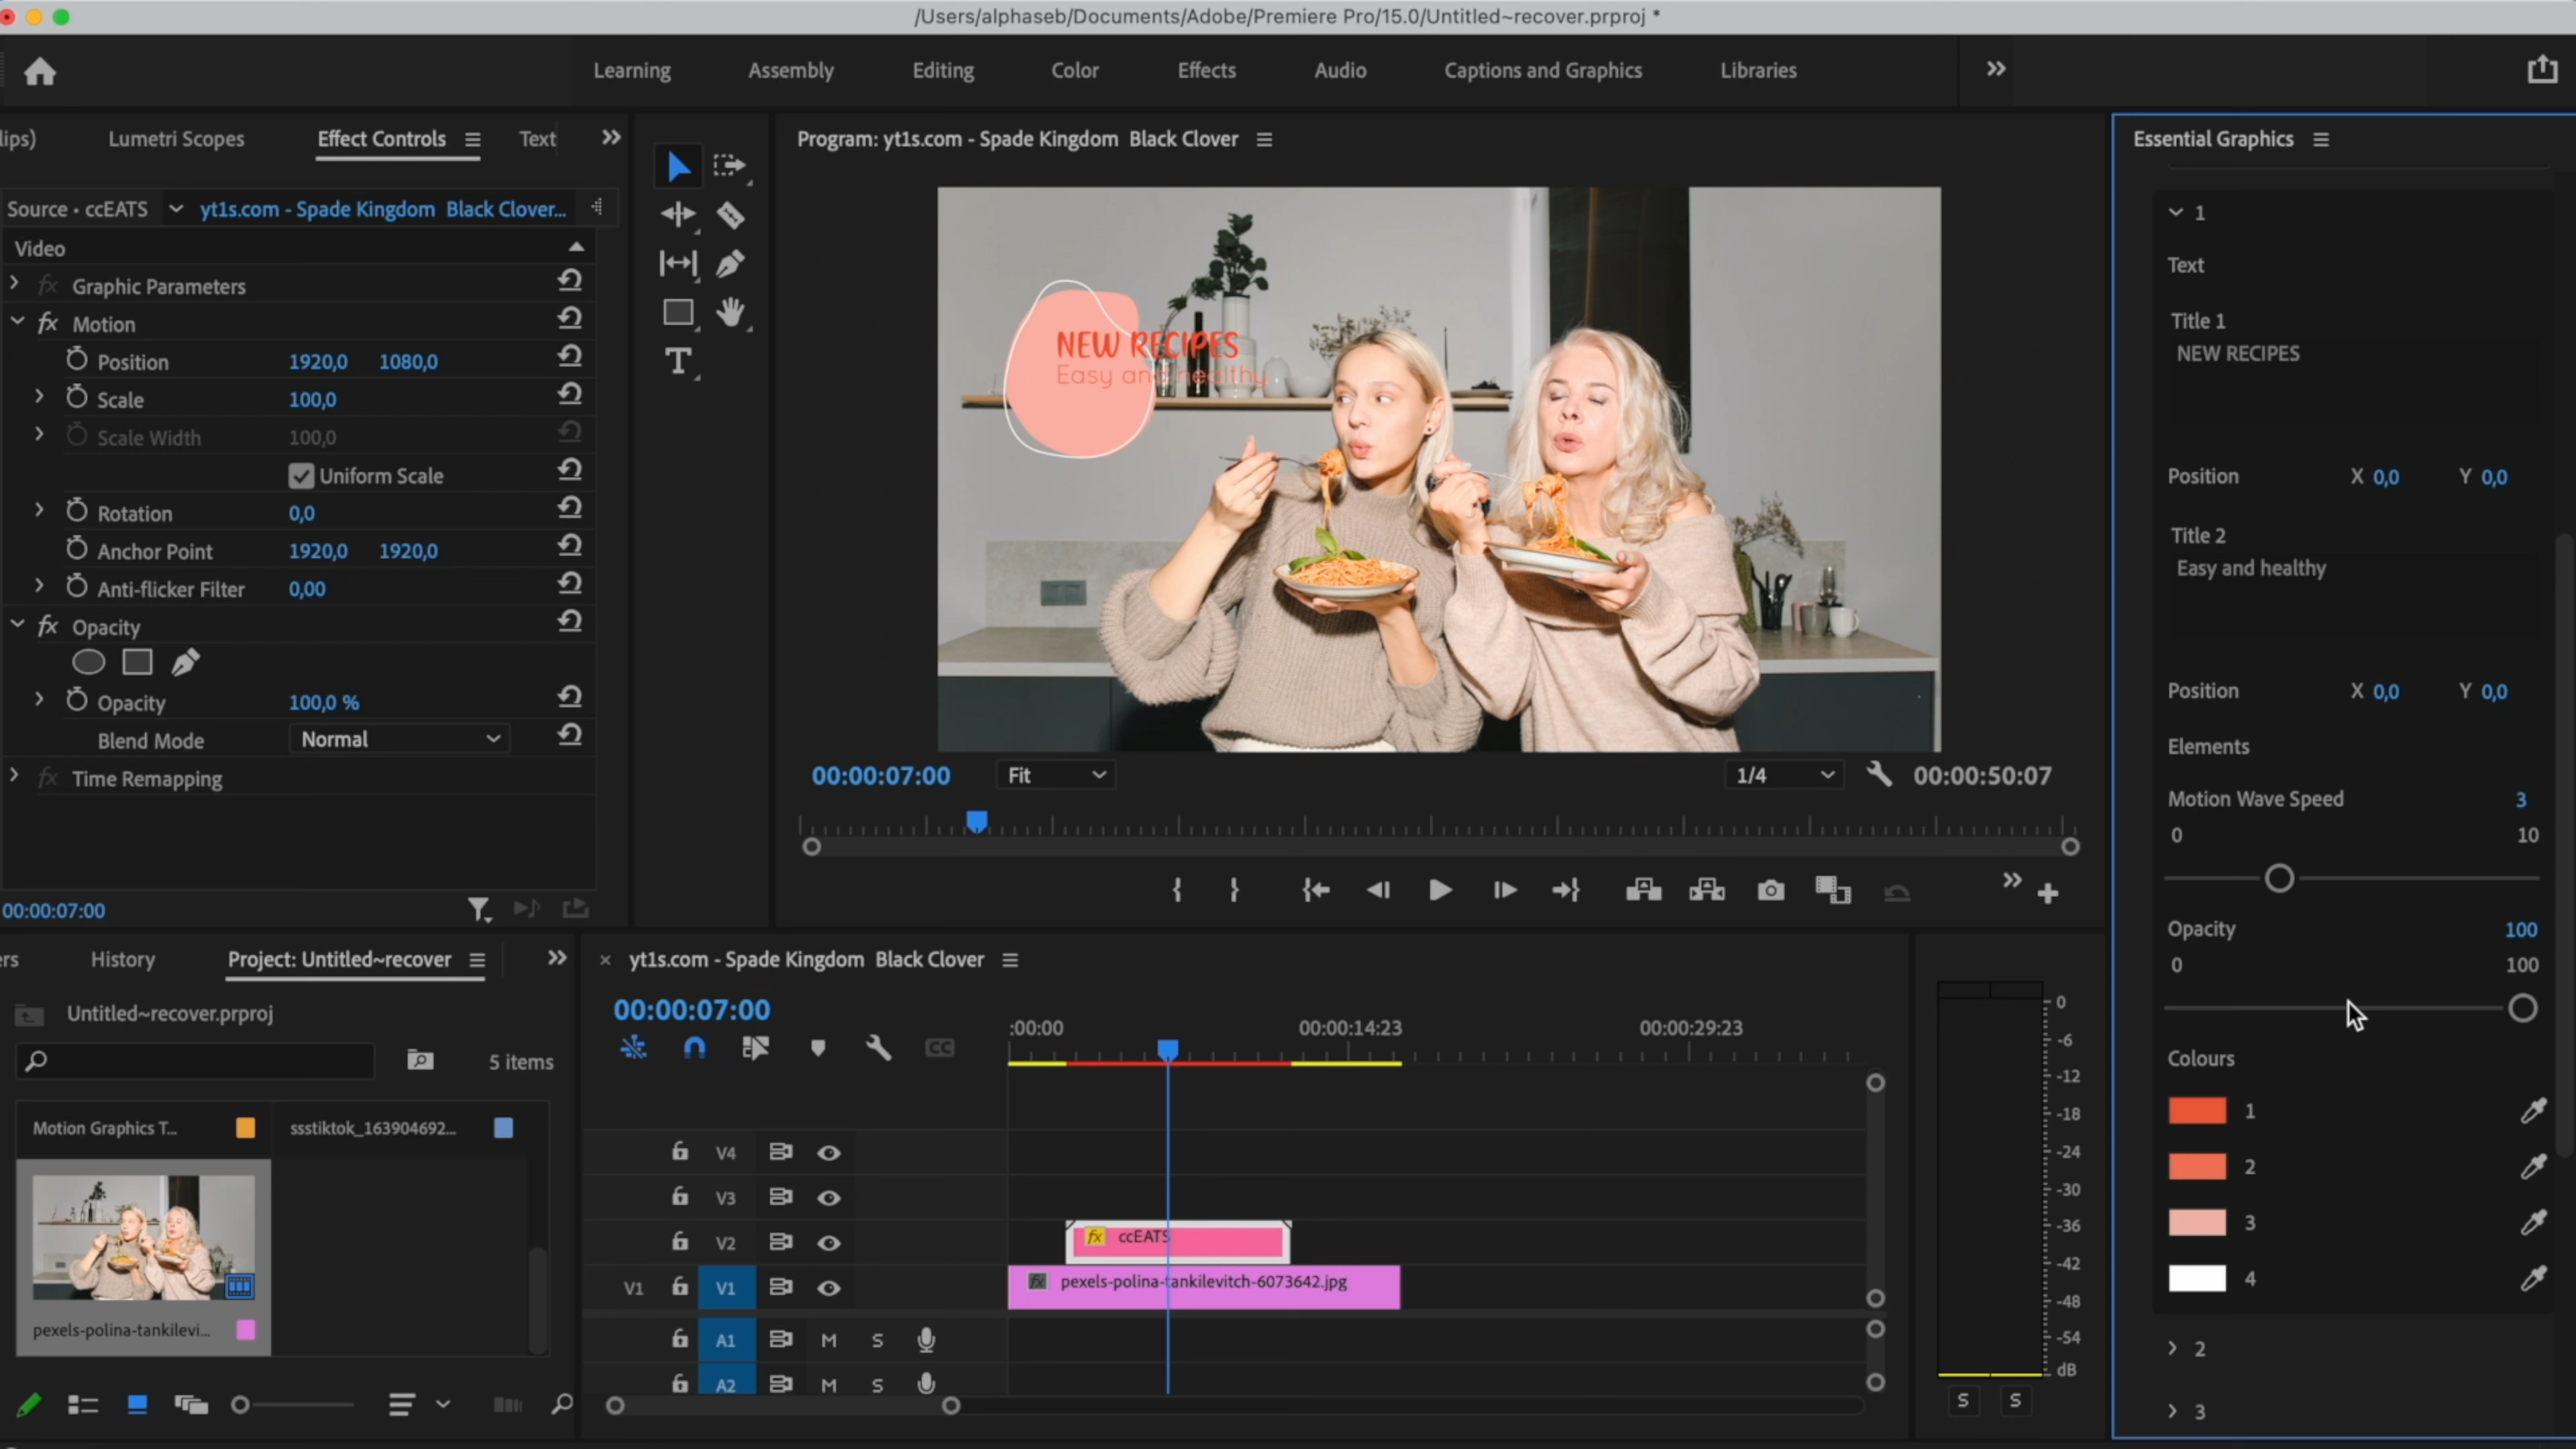 /Users/alphaseb/Documents/Adobe/Premiere Pro/15.0/Untitled~recover.prproj *
Learning Assembly Editing Color Effects Audio Captions and Graphics Libraries
lips) Lumetri Scopes Effect Controls Text
Source • ccEATS yt1s.com - Spade Kingdom Black Clover...
Video
fx Graphic Parameters
fx Motion
Position 1920,0 1080,0
Scale 100,0
Scale Width 100,0
Uniform Scale
Rotation 0,0
Anchor Point 1920,0 1920,0
Anti-flicker Filter 0,00
fx Opacity
Opacity 100,0 %
Blend Mode Normal
fx Time Remapping
00:00:07:00
T
Program: yt1s.com - Spade Kingdom Black Clover
NEW RECIPES
Easy and healthy
00:00:07:00 Fit 1/4 00:00:50:07
Essential Graphics
1
Text
Title 1
NEW RECIPES
Position X 0,0 Y 0,0
Title 2
Easy and healthy
Position X 0,0 Y 0,0
Elements
Motion Wave Speed 3
0 10
Opacity 100
0 100
Colours
1
2
3
4
2
3
ers History Project: Untitled~recover
Untitled~recover.prproj
5 items
Motion Graphics T... ssstiktok_163904692...
pexels-polina-tankilevi...
yt1s.com - Spade Kingdom Black Clover
00:00:07:00
:00:00 00:00:14:23 00:00:29:23
CC
V4
V3
V2
fx ccEATS
V1 V1
fx pexels-polina-tankilevitch-6073642.jpg
A1 M S
A2 M S
0
-6
-12
-18
-24
-30
-36
-42
-48
-54
dB
S S